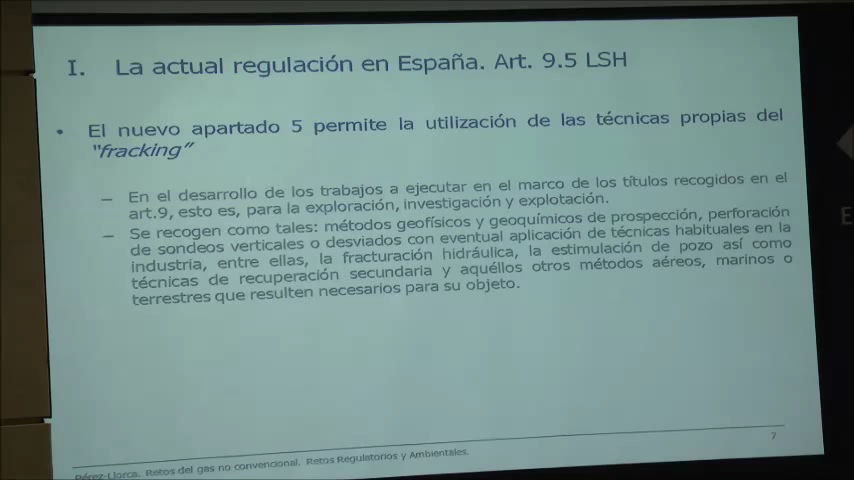 I. La actual regulación en España. Art. 9.5 LSH
• El nuevo apartado 5 permite la utilización de las técnicas propias del
"fracking"
– En el desarrollo de los trabajos a ejecutar en el marco de los títulos recogidos en el
art.9, esto es, para la exploración, investigación y explotación.
– Se recogen como tales: métodos geofísicos y geoquímicos de prospección, perforación
de sondeos verticales o desviados con eventual aplicación de técnicas habituales en la
industria, entre ellas, la fracturación hidráulica, la estimulación de pozo así como
técnicas de recuperación secundaria y aquéllos otros métodos aéreos, marinos o
terrestres que resulten necesarios para su objeto.
7
Pérez-Llorca. Retos del gas no convencional. Retos Regulatorios y Ambientales.
E